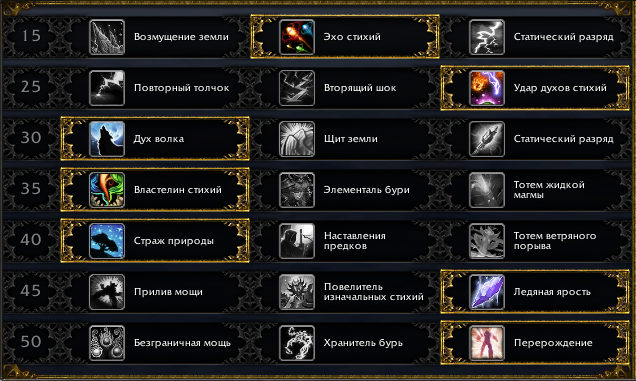 15 Возмущение земли Эхо стихий Статический разряд
25 Повторный толчок Вторящий шок Удар духов стихий
30 Дух волка Щит земли Статический разряд
35 Властелин стихий Элементаль бури Тотем жидкой магмы
40 Страж природы Наставления предков Тотем ветряного порыва
45 Прилив мощи Повелитель изначальных стихий Ледяная ярость
50 Безграничная мощь Хранитель бурь Перерождение